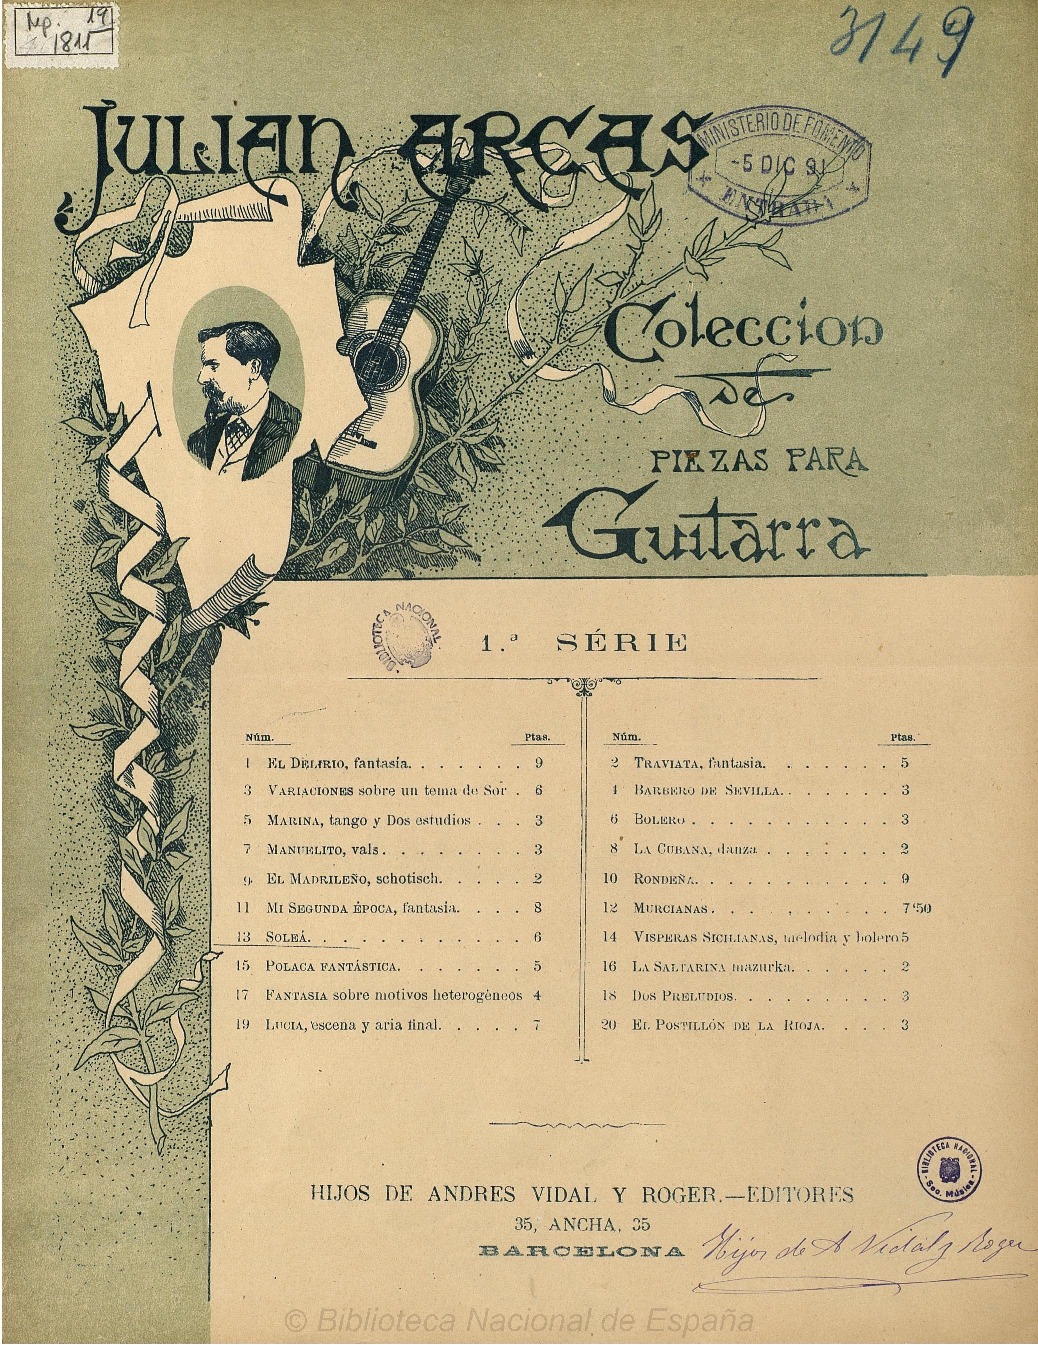 Mp. 19
1811
3149
JULIAN ARCAS
MINISTERIO DE FOMENTO
-5 DIC 91
ENTRADA
Coleccion
de
PIEZAS PARA
Guitarra
BIBLIOTECA NACIONAL
1.ª SÉRIE
Núm. Ptas.
1 EL DELIRIO, fantasía. . . . . . . 9
3 VARIACIONES sobre un tema de Sor . 6
5 MARINA, tango y Dos estudios . . . 3
7 MANUELITO, vals . . . . . . . . 3
9 EL MADRILEÑO, schotisch. . . . . 2
11 MI SEGUNDA ÉPOCA, fantasia. . . . 8
13 SOLEÁ. . . . . . . . . . . 6
15 POLACA FANTÁSTICA. . . . . . . 5
17 FANTASIA sobre motivos heterogéneos 4
19 LUCIA, escena y aria final. . . . . 7
Núm. Ptas.
2 TRAVIATA, fantasia. . . . . . . 5
4 BARBERO DE SEVILLA. . . . . . . 3
6 BOLERO . . . . . . . . . . . 3
8 LA CUBANA, danza . . . . . . . 2
10 RONDEÑA. . . . . . . . . . . 9
12 MURCIANAS . . . . . . . . . . 7'50
14 VISPERAS SICILIANAS, melodia y bolero 5
16 LA SALTARINA mazurka. . . . . . 2
18 DOS PRELUDIOS. . . . . . . . . 3
20 EL POSTILLÓN DE LA RIOJA. . . . 3
HIJOS DE ANDRES VIDAL Y ROGER.—EDITORES
35, ANCHA, 35
BARCELONA
BIBLIOTECA NACIONAL
Sec. Música
Hijos de A Vidal y Roger
© Biblioteca Nacional de España